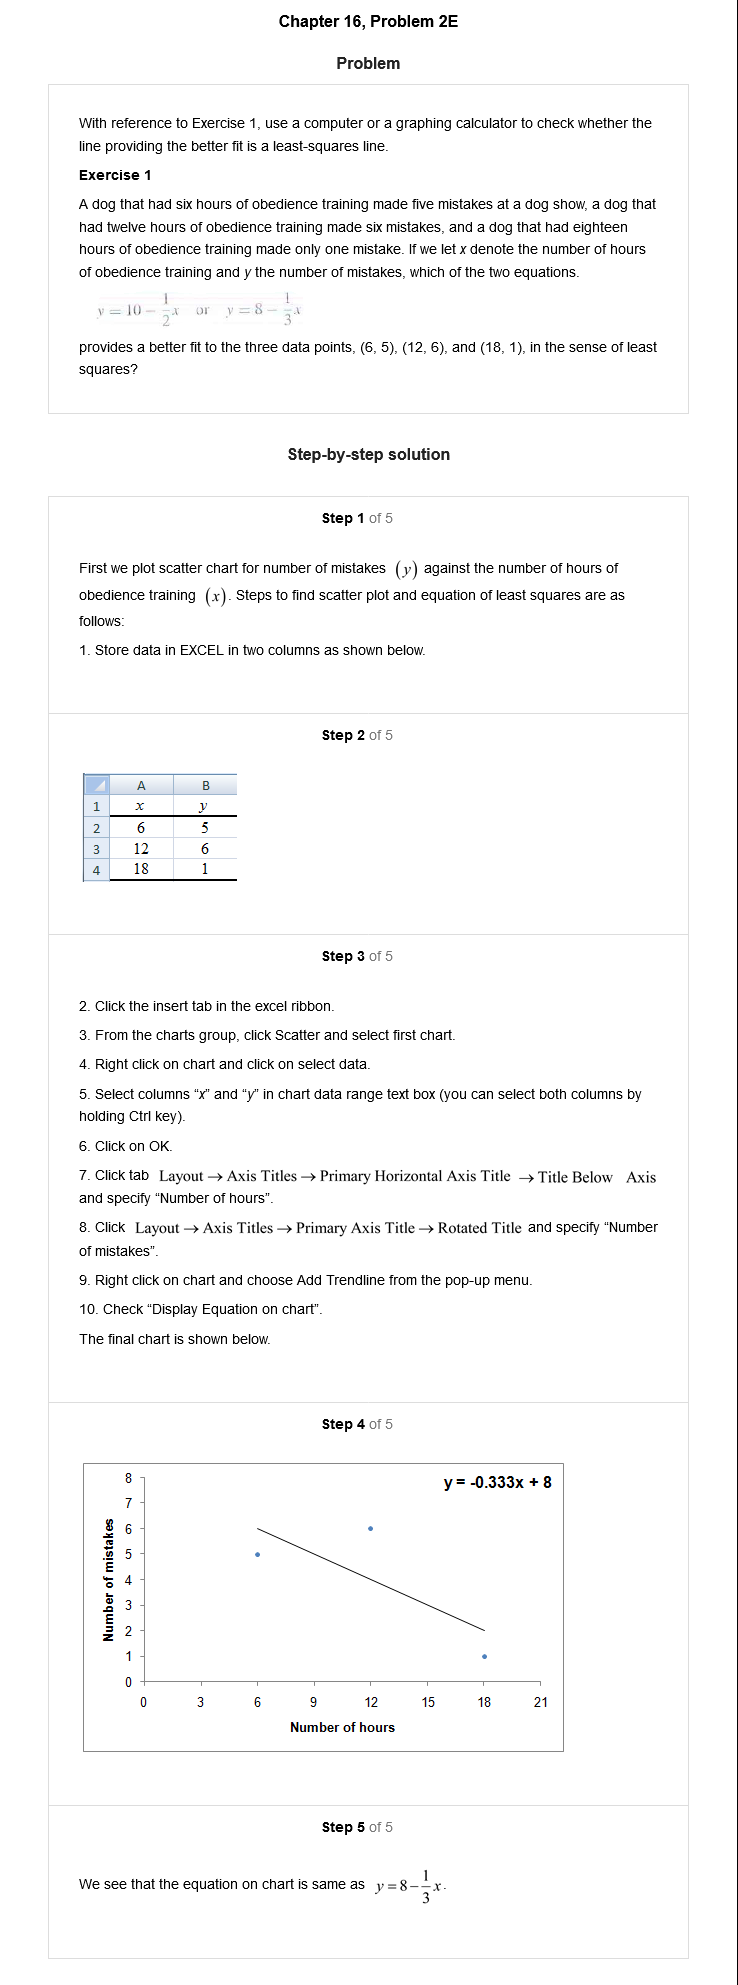 Chapter 16, Problem 2E
Problem
With reference to Exercise 1, use a computer or a graphing calculator to check whether the
line providing the better fit is a least-squares line.
Exercise 1
A dog that had six hours of obedience training made five mistakes at a dog show, a dog that
had twelve hours of obedience training made six mistakes, and a dog that had eighteen
hours of obedience training made only one mistake. If we let x denote the number of hours
of obedience training and y the number of mistakes, which of the two equations.
y = 10 − 1/2 x or y = 8 − 1/3 x
provides a better fit to the three data points, (6, 5), (12, 6), and (18, 1), in the sense of least
squares?
Step-by-step solution
Step 1 of 5
First we plot scatter chart for number of mistakes (y) against the number of hours of
obedience training (x). Steps to find scatter plot and equation of least squares are as
follows:
1. Store data in EXCEL in two columns as shown below.
Step 2 of 5
A B
1 x y
2 6 5
3 12 6
4 18 1
Step 3 of 5
2. Click the insert tab in the excel ribbon.
3. From the charts group, click Scatter and select first chart.
4. Right click on chart and click on select data.
5. Select columns “x” and “y” in chart data range text box (you can select both columns by
holding Ctrl key).
6. Click on OK.
7. Click tab Layout → Axis Titles → Primary Horizontal Axis Title → Title Below Axis
and specify “Number of hours”.
8. Click Layout → Axis Titles → Primary Axis Title → Rotated Title and specify “Number
of mistakes”.
9. Right click on chart and choose Add Trendline from the pop-up menu.
10. Check “Display Equation on chart”.
The final chart is shown below.
Step 4 of 5
y = -0.333x + 8
Number of mistakes
8
7
6
5
4
3
2
1
0
0 3 6 9 12 15 18 21
Number of hours
Step 5 of 5
We see that the equation on chart is same as y = 8 − 1/3 x.